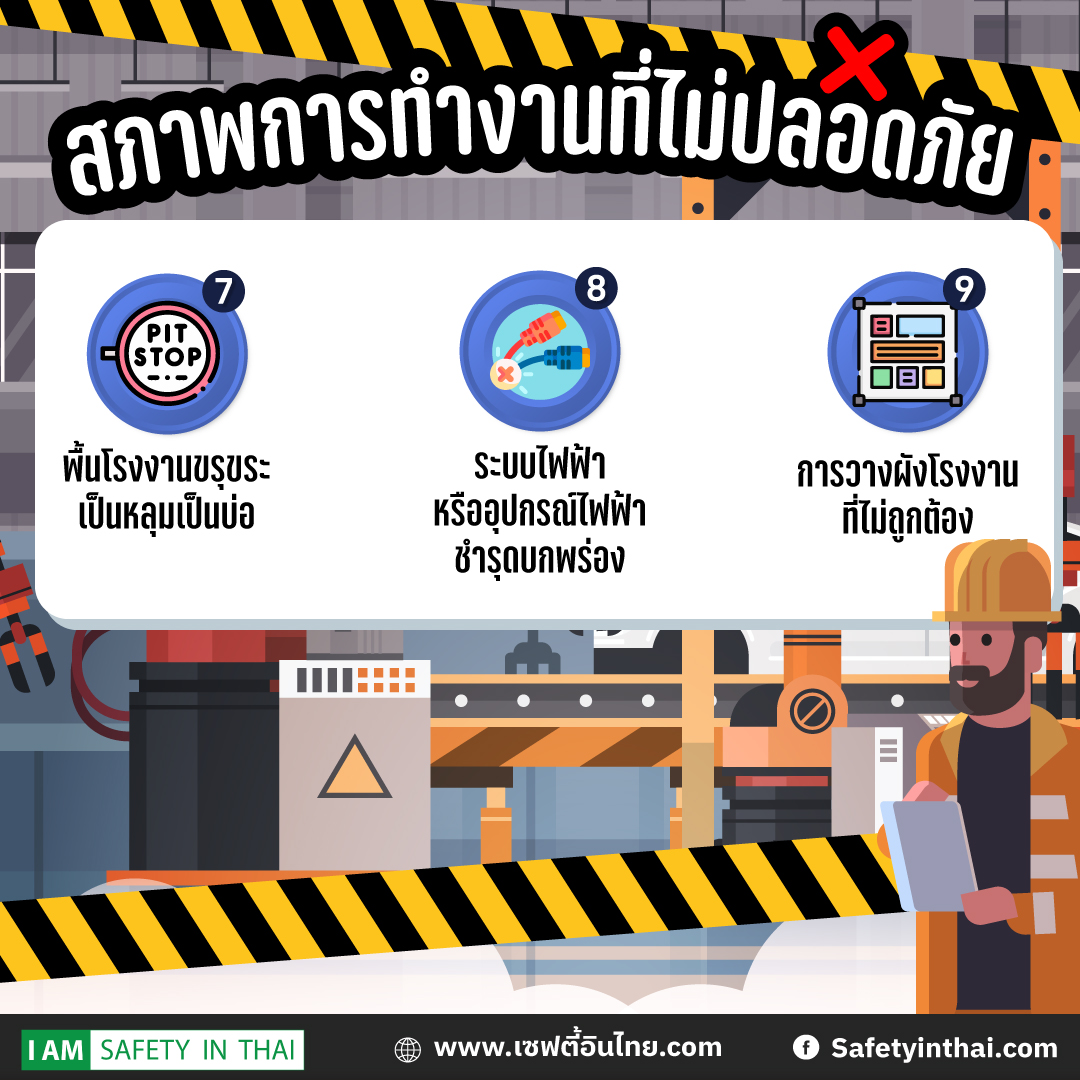 สภาพการทำงานที่ไม่ปลอดภัย
7
PIT
STOP
พื้นโรงงานขรุขระ
เป็นหลุมเป็นบ่อ
8
ระบบไฟฟ้า
หรืออุปกรณ์ไฟฟ้า
ชำรุดบกพร่อง
9
การวางผังโรงงาน
ที่ไม่ถูกต้อง
I AM SAFETY IN THAI
www.เซฟตี้อินไทย.com
Safetyinthai.com